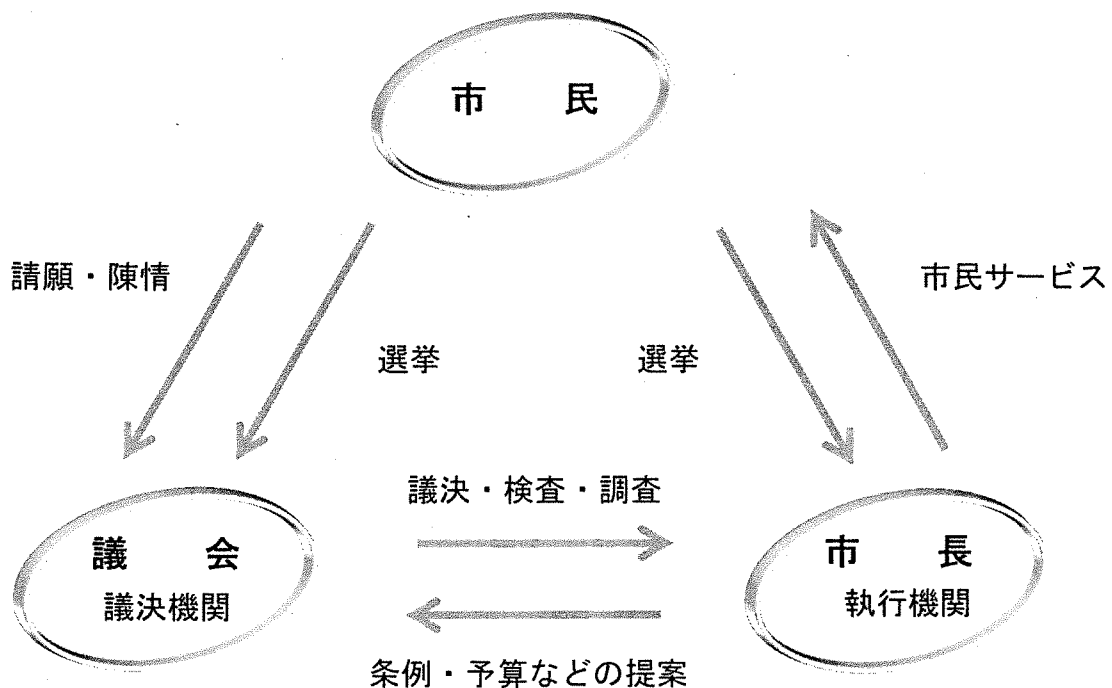 市　民
請願・陳情
市民サービス
選挙
選挙
議決・検査・調査
議　会
議決機関
市　長
執行機関
条例・予算などの提案